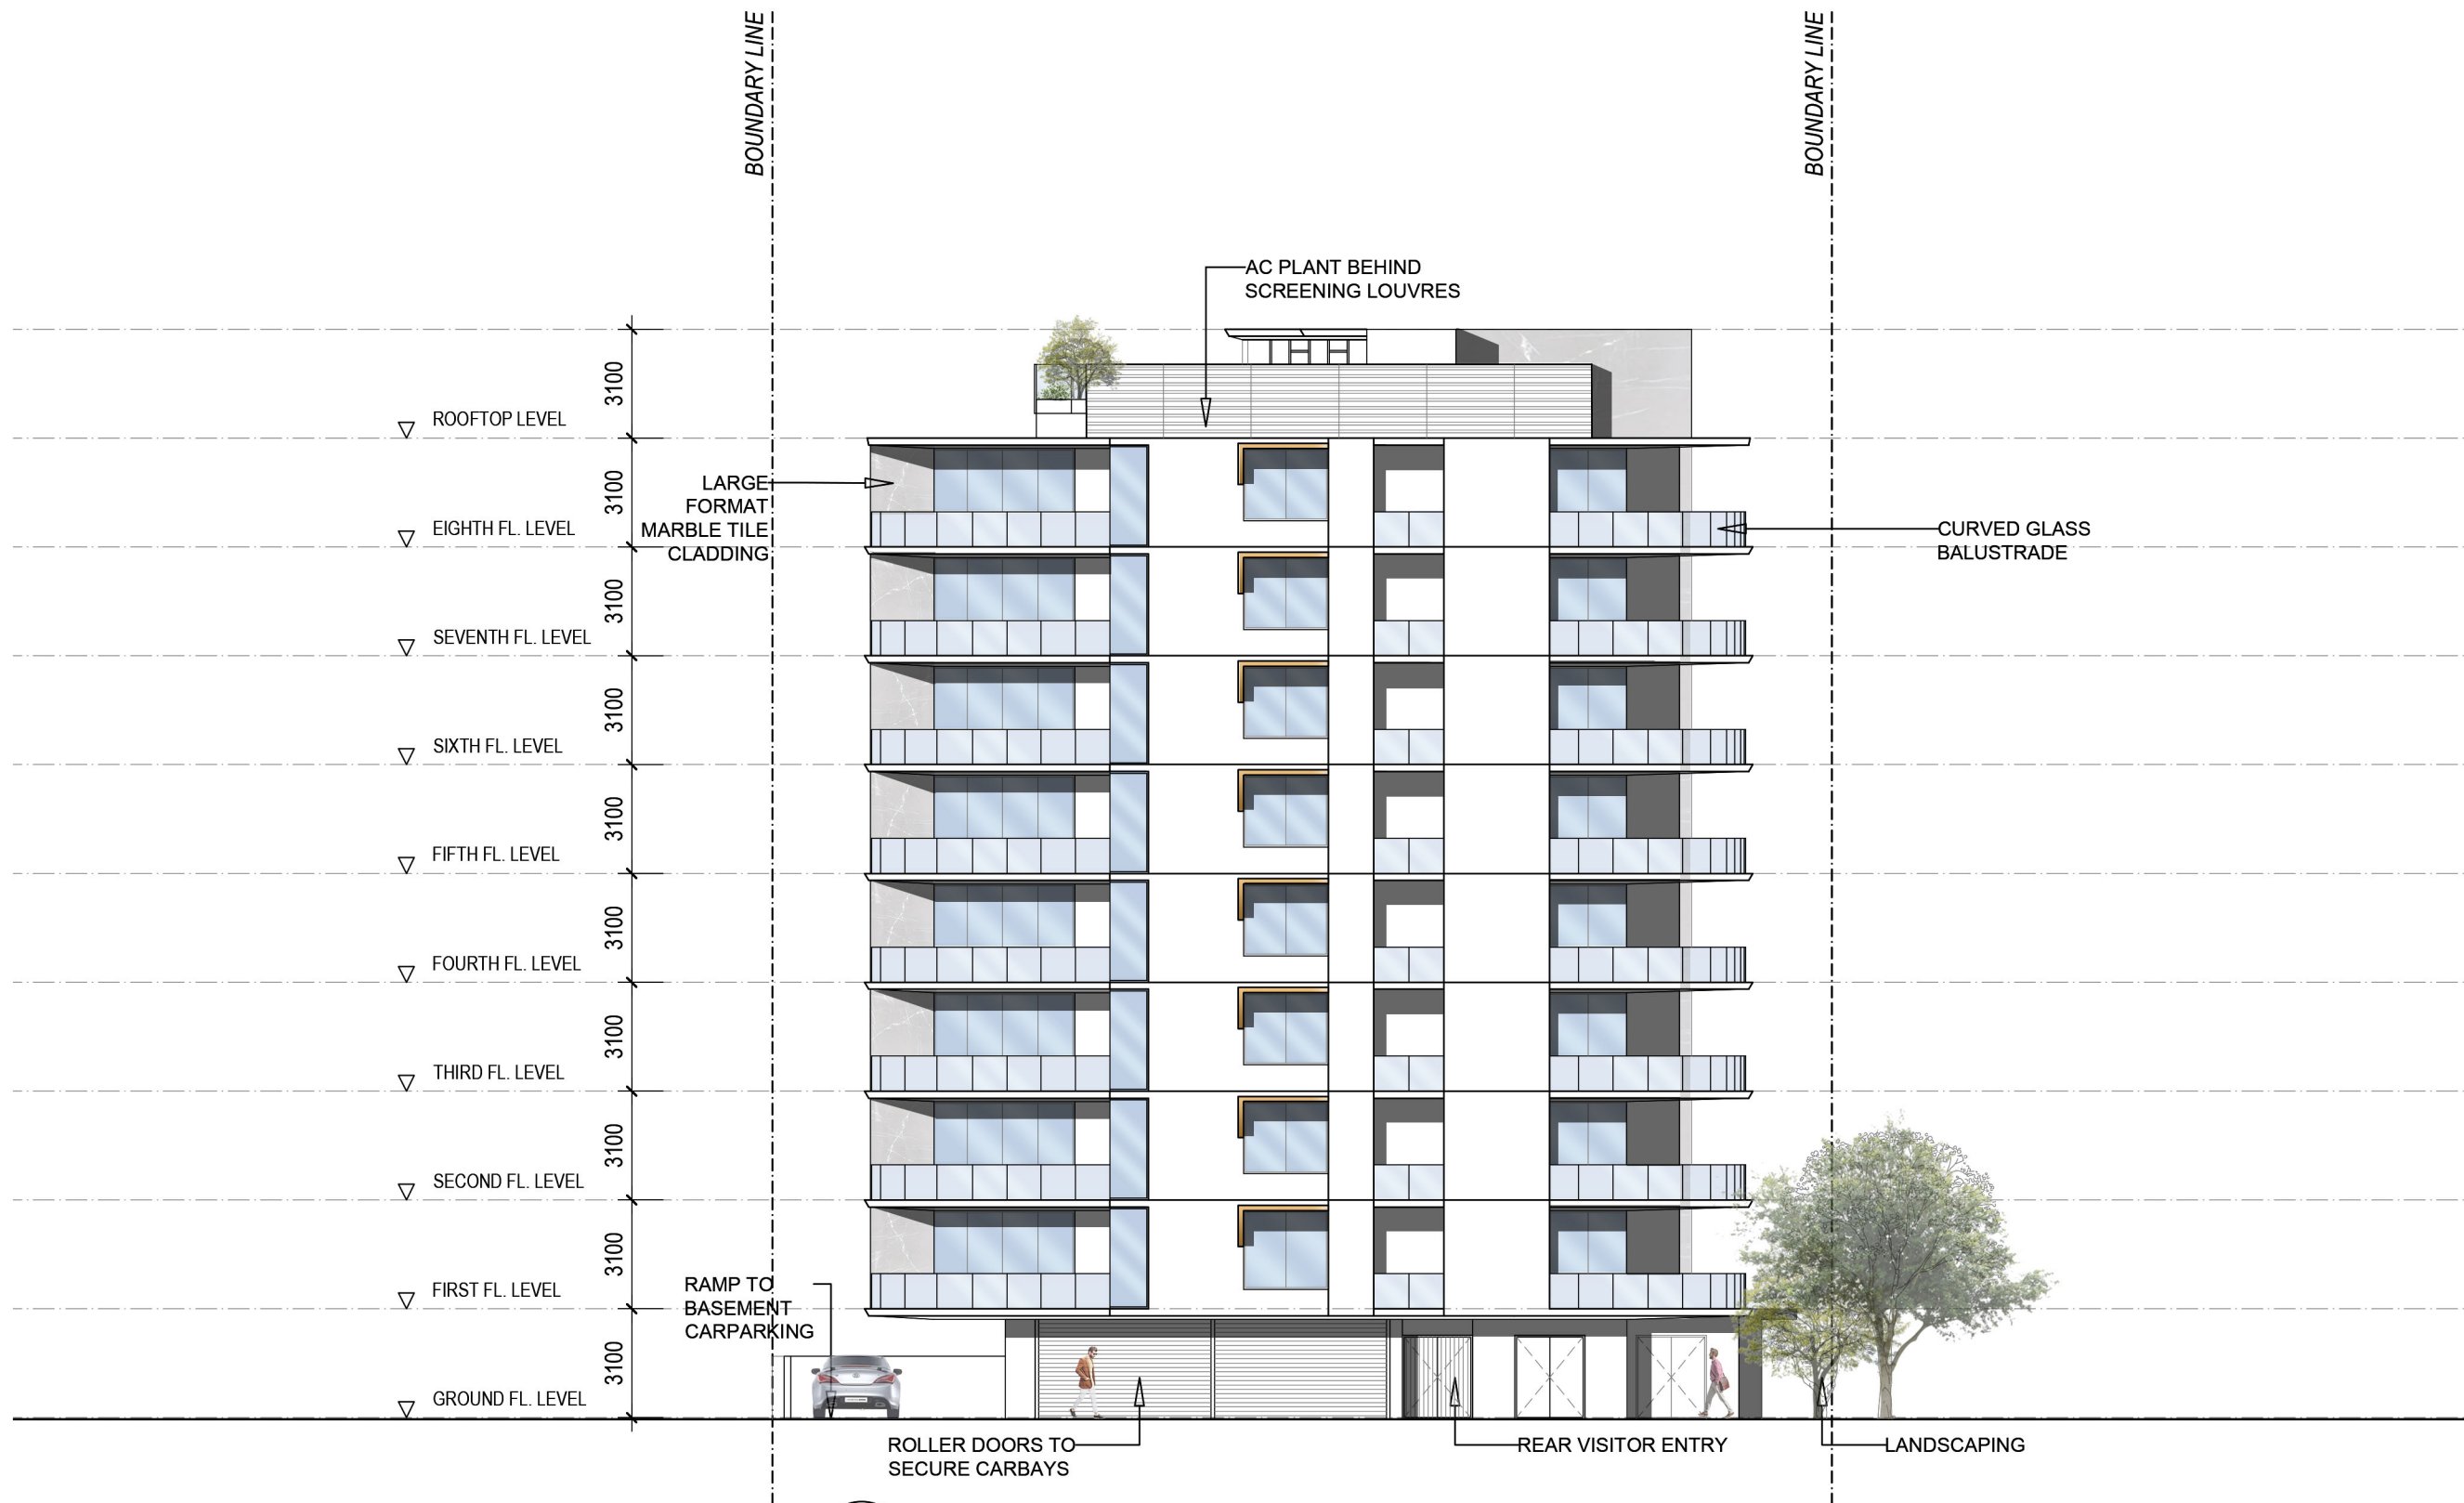 BOUNDARY LINE
BOUNDARY LINE
AC PLANT BEHIND
SCREENING LOUVRES
3100
ROOFTOP LEVEL
3100
LARGE
FORMAT
MARBLE TILE
CLADDING
EIGHTH FL. LEVEL
CURVED GLASS
BALUSTRADE
3100
SEVENTH FL. LEVEL
3100
SIXTH FL. LEVEL
3100
FIFTH FL. LEVEL
3100
FOURTH FL. LEVEL
3100
THIRD FL. LEVEL
3100
SECOND FL. LEVEL
3100
FIRST FL. LEVEL
RAMP TO
BASEMENT
CARPARKING
3100
GROUND FL. LEVEL
ROLLER DOORS TO
SECURE CARBAYS
REAR VISITOR ENTRY
LANDSCAPING